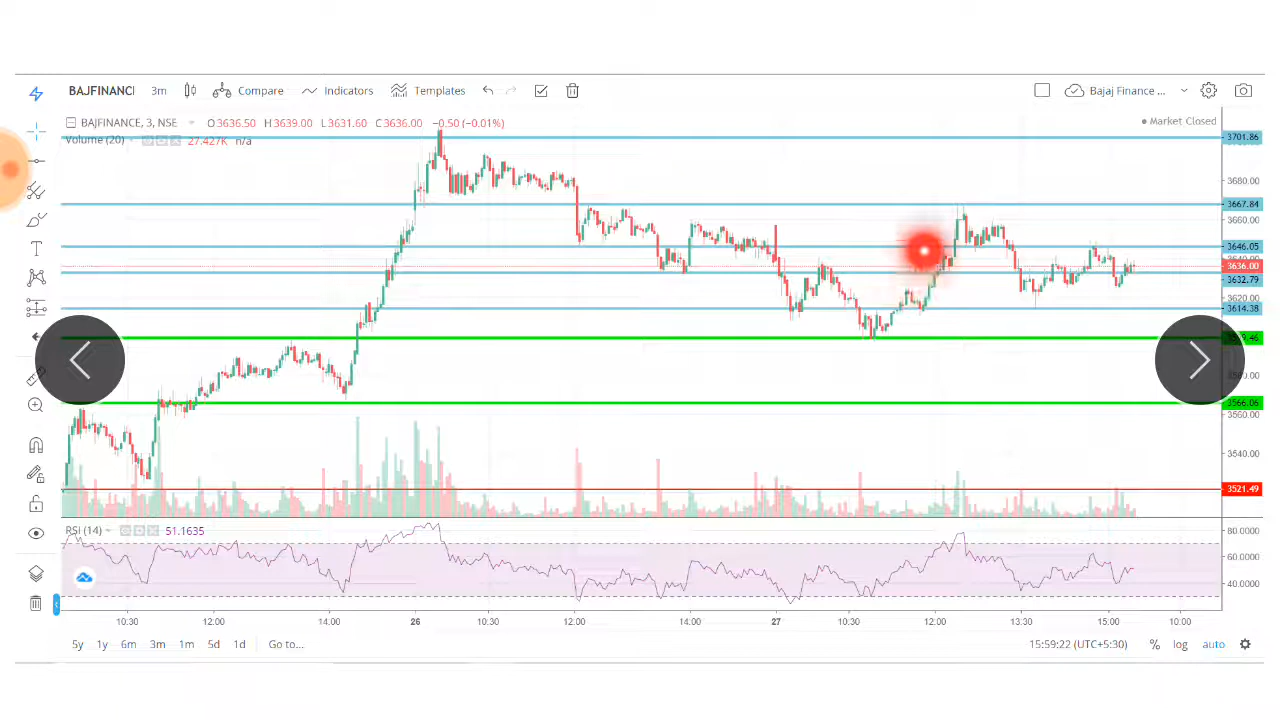 BAJFINANCI 3m Compare Indicators Templates Bajaj Finance ...
BAJFINANCE, 3, NSE O3636.50 H3639.00 L3631.60 C3636.00 −0.50 (−0.01%)
Market Closed
Volume (20) 27.427K n/a
3701.86
3680.00
3667.84
3660.00
3646.05
3636.00
3632.79
3620.00
3614.38
3566.06
3560.00
3540.00
3521.49
RSI (14) 51.1635
80.0000
60.0000
40.0000
10:30 12:00 14:00 26 10:30 12:00 14:00 27 10:30 12:00 13:30 15:00 10:00
5y 1y 6m 3m 1m 5d 1d Go to... 15:59:22 (UTC+5:30) % log auto